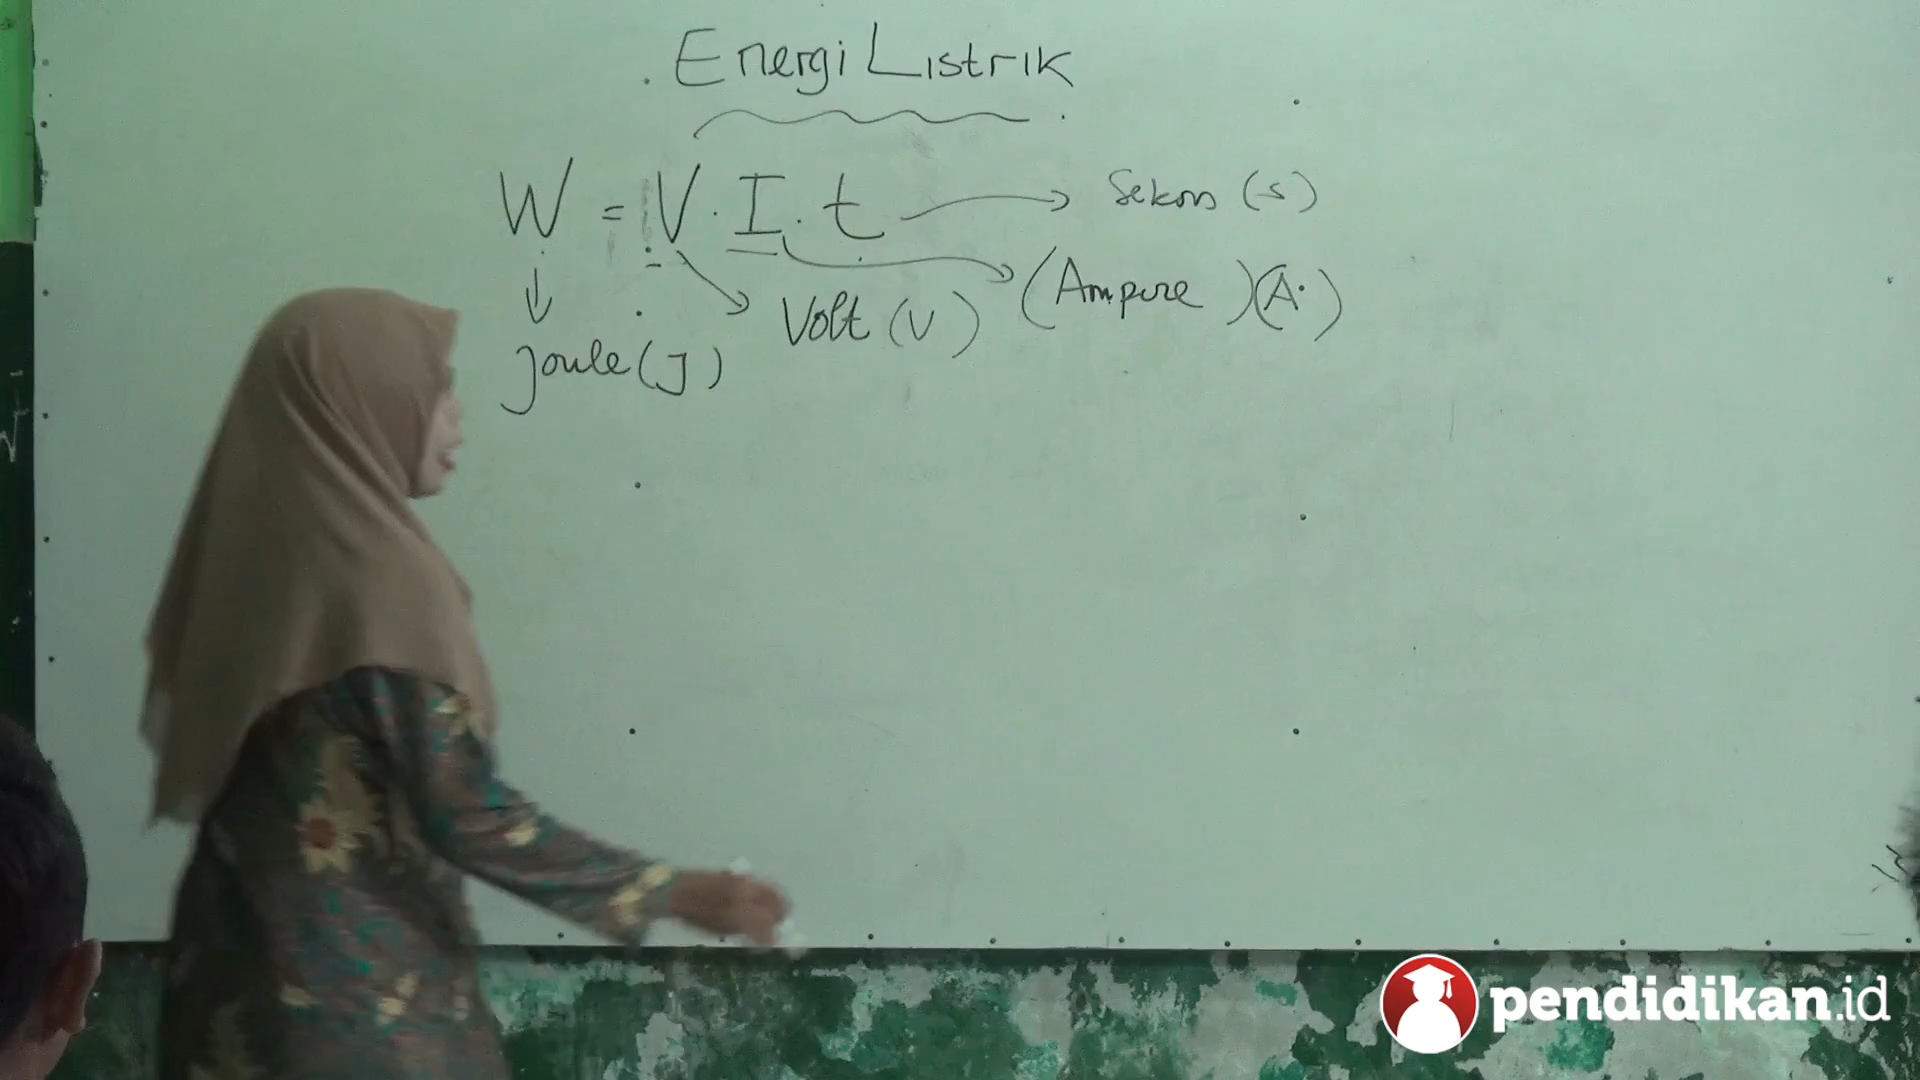 Energi Listrik
W = V . I . t → Sekon (s)
(Ampere) (A)
Volt (V)
Joule (J)
pendidikan.id